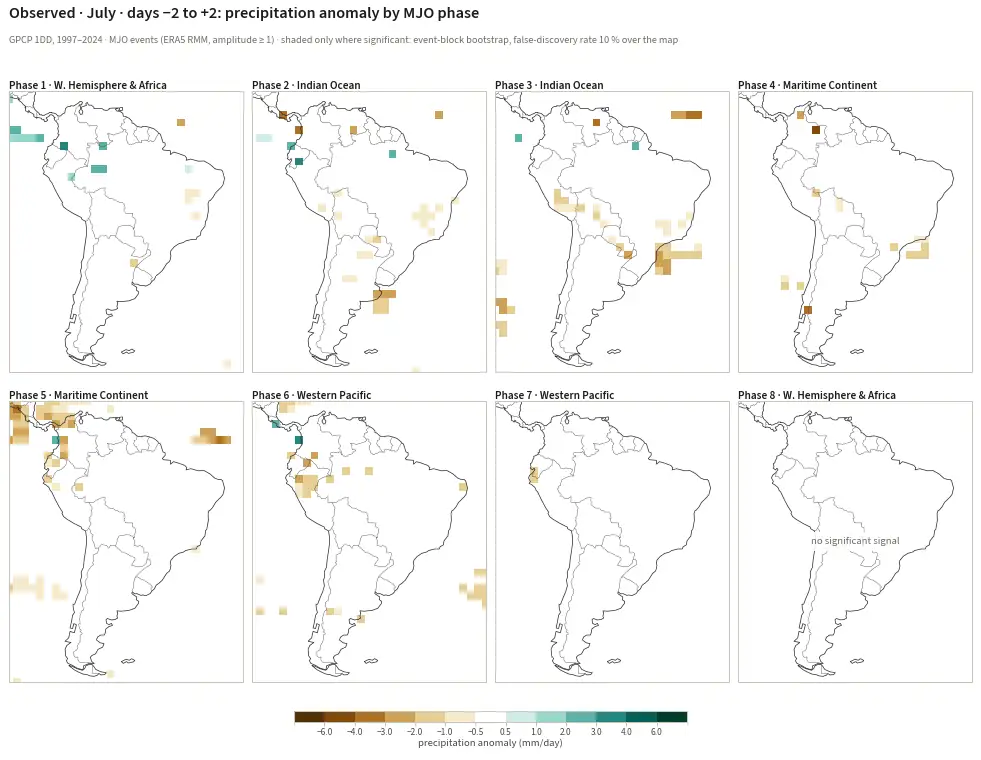 Observed · July · days −2 to +2: precipitation anomaly by MJO phase
GPCP 1DD, 1997–2024 · MJO events (ERA5 RMM, amplitude ≥ 1) · shaded only where significant: event-block bootstrap, false-discovery rate 10 % over the map
Phase 1 · W. Hemisphere & Africa
Phase 2 · Indian Ocean
Phase 3 · Indian Ocean
Phase 4 · Maritime Continent
Phase 5 · Maritime Continent
Phase 6 · Western Pacific
Phase 7 · Western Pacific
Phase 8 · W. Hemisphere & Africa
no significant signal
−6.0 −4.0 −3.0 −2.0 −1.0 −0.5 0.5 1.0 2.0 3.0 4.0 6.0
precipitation anomaly (mm/day)